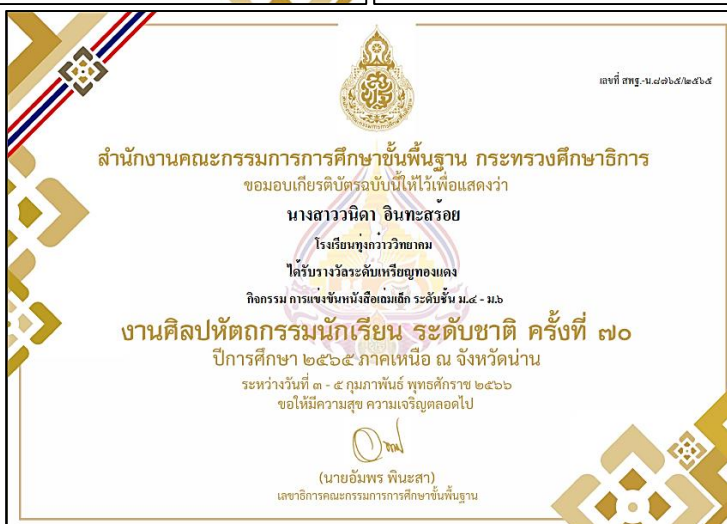 เลขที่ สพฐ.-น.๘๗๖๕/๒๕๖๕
สำนักงานคณะกรรมการการศึกษาขั้นพื้นฐาน กระทรวงศึกษาธิการ
ขอมอบเกียรติบัตรฉบับนี้ให้ไว้เพื่อแสดงว่า
นางสาววนิดา อินทะสร้อย
โรงเรียนทุ่งกว๋าววิทยาคม
ได้รับรางวัลระดับเหรียญทองแดง
กิจกรรม การแข่งขันหนังสือเล่มเล็ก ระดับชั้น ม.๔ - ม.๖
งานศิลปหัตถกรรมนักเรียน ระดับชาติ ครั้งที่ ๗๐
ปีการศึกษา ๒๕๖๕ ภาคเหนือ ณ จังหวัดน่าน
ระหว่างวันที่ ๓ - ๕ กุมภาพันธ์ พุทธศักราช ๒๕๖๖
ขอให้มีความสุข ความเจริญตลอดไป
(นายอัมพร พินะสา)
เลขาธิการคณะกรรมการการศึกษาขั้นพื้นฐาน